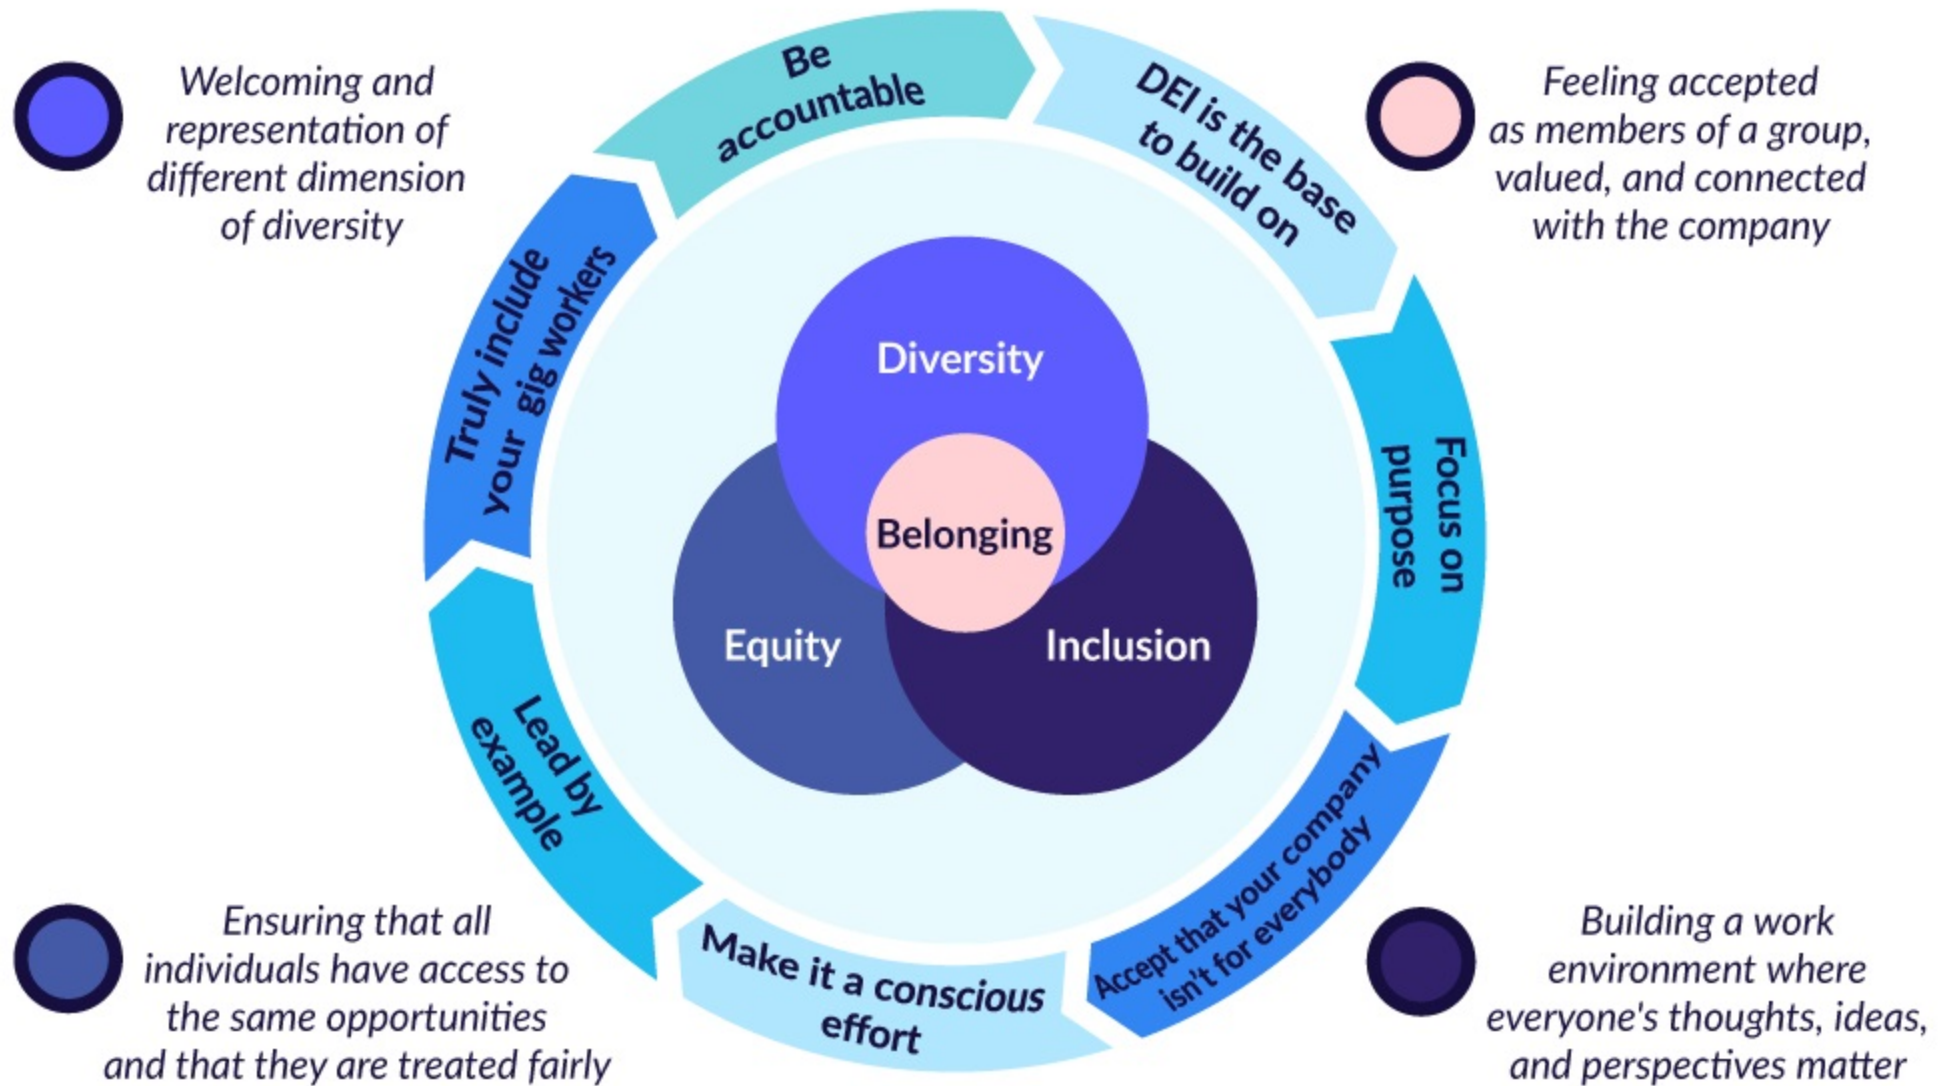 Welcoming and
representation of
different dimension
of diversity
Be
accountable
DEI is the base
to build on
Feeling accepted
as members of a group,
valued, and connected
with the company
Truly include
your gig workers
Diversity
Belonging
Equity
Inclusion
Focus on
purpose
Lead by
example
Make it a conscious
effort
Accept that your company
isn't for everybody
Ensuring that all
individuals have access to
the same opportunities
and that they are treated fairly
Building a work
environment where
everyone's thoughts, ideas,
and perspectives matter